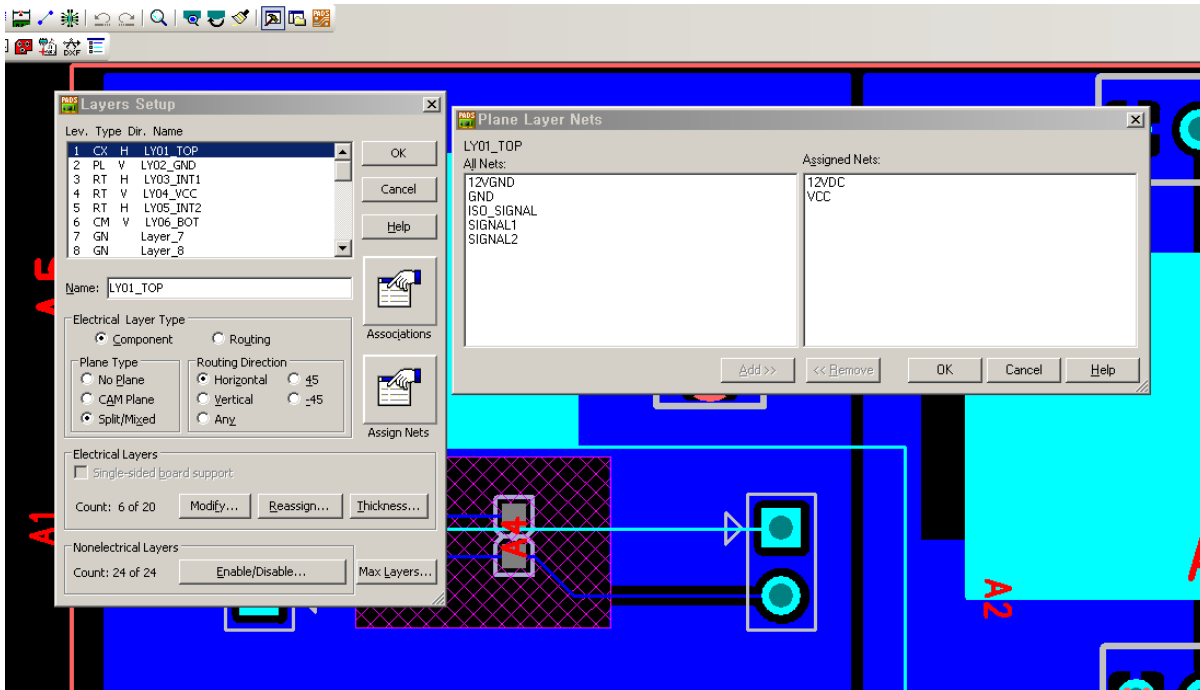 PADS
DXF
Layers Setup
Lev. Type Dir. Name
1 CX H LY01_TOP
2 PL V LY02_GND
3 RT H LY03_INT1
4 RT V LY04_VCC
5 RT H LY05_INT2
6 CM V LY06_BOT
7 GN Layer_7
8 GN Layer_8
OK
Cancel
Help
Name: LY01_TOP
Associations
Assign Nets
Electrical Layer Type
Component Routing
Plane Type
No Plane
CAM Plane
Split/Mixed
Routing Direction
Horizontal 45
Vertical -45
Any
Electrical Layers
Single-sided board support
Count: 6 of 20 Modify... Reassign... Thickness...
Nonelectrical Layers
Count: 24 of 24 Enable/Disable... Max Layers...
Plane Layer Nets
LY01_TOP
All Nets:
12VGND
GND
ISO_SIGNAL
SIGNAL1
SIGNAL2
Assigned Nets:
12VDC
VCC
Add >> << Remove OK Cancel Help
A1
A4
A2